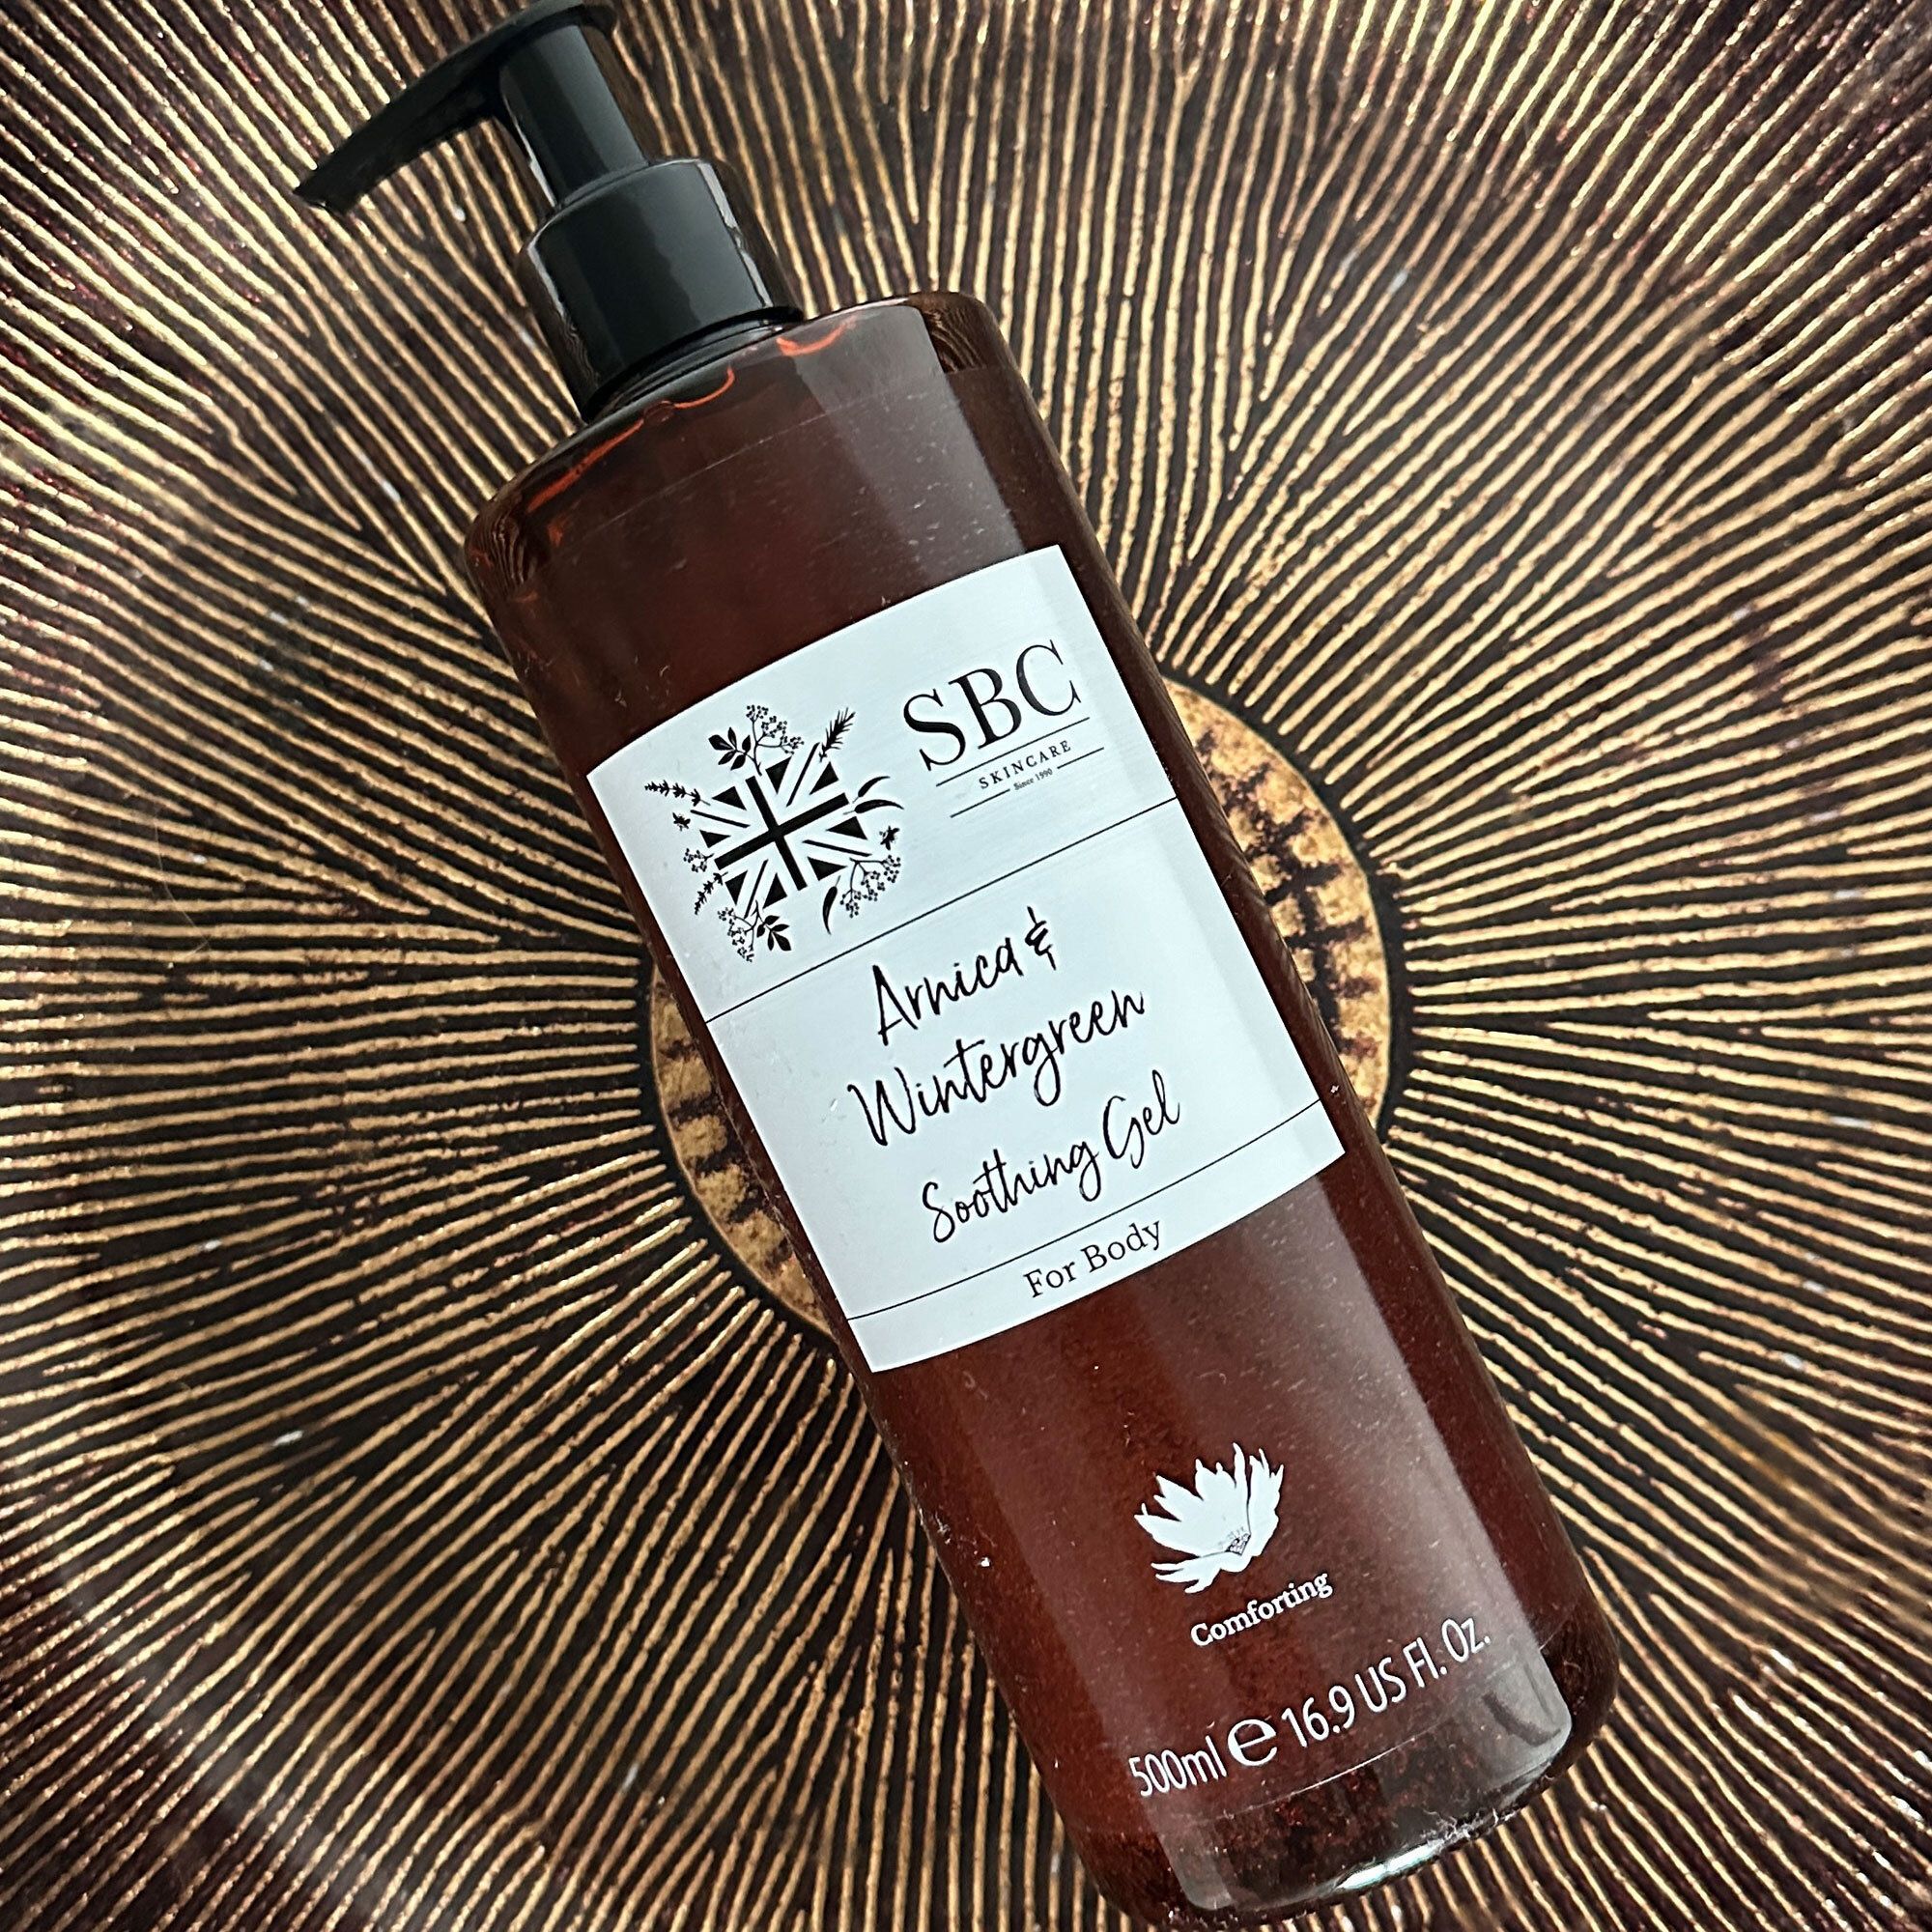 SBC
SKINCARE
Since 1990
Arnica &
Wintergreen
Soothing Gel
For Body
Comforting
500ml e 16.9 US Fl. Oz.